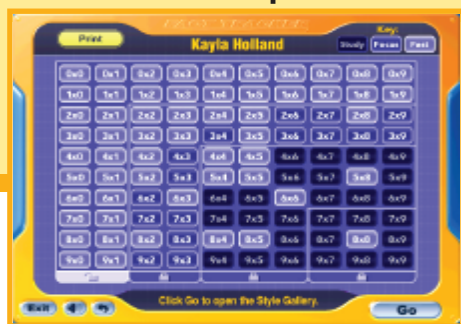 Key:
Print
Kayla Holland
Study Focus Fast
0x0 0x1 0x2 0x3 0x4 0x5 0x6 0x7 0x8 0x9
1x0 1x1 1x2 1x3 1x4 1x5 1x6 1x7 1x8 1x9
2x0 2x1 2x2 2x3 2x4 2x5 2x6 2x7 2x8 2x9
3x0 3x1 3x2 3x3 3x4 3x5 3x6 3x7 3x8 3x9
4x0 4x1 4x2 4x3 4x4 4x5 4x6 4x7 4x8 4x9
5x0 5x1 5x2 5x3 5x4 5x5 5x6 5x7 5x8 5x9
6x0 6x1 6x2 6x3 6x4 6x5 6x6 6x7 6x8 6x9
7x0 7x1 7x2 7x3 7x4 7x5 7x6 7x7 7x8 7x9
8x0 8x1 8x2 8x3 8x4 8x5 8x6 8x7 8x8 8x9
9x0 9x1 9x2 9x3 9x4 9x5 9x6 9x7 9x8 9x9
Click Go to open the Style Gallery.
Exit
Go